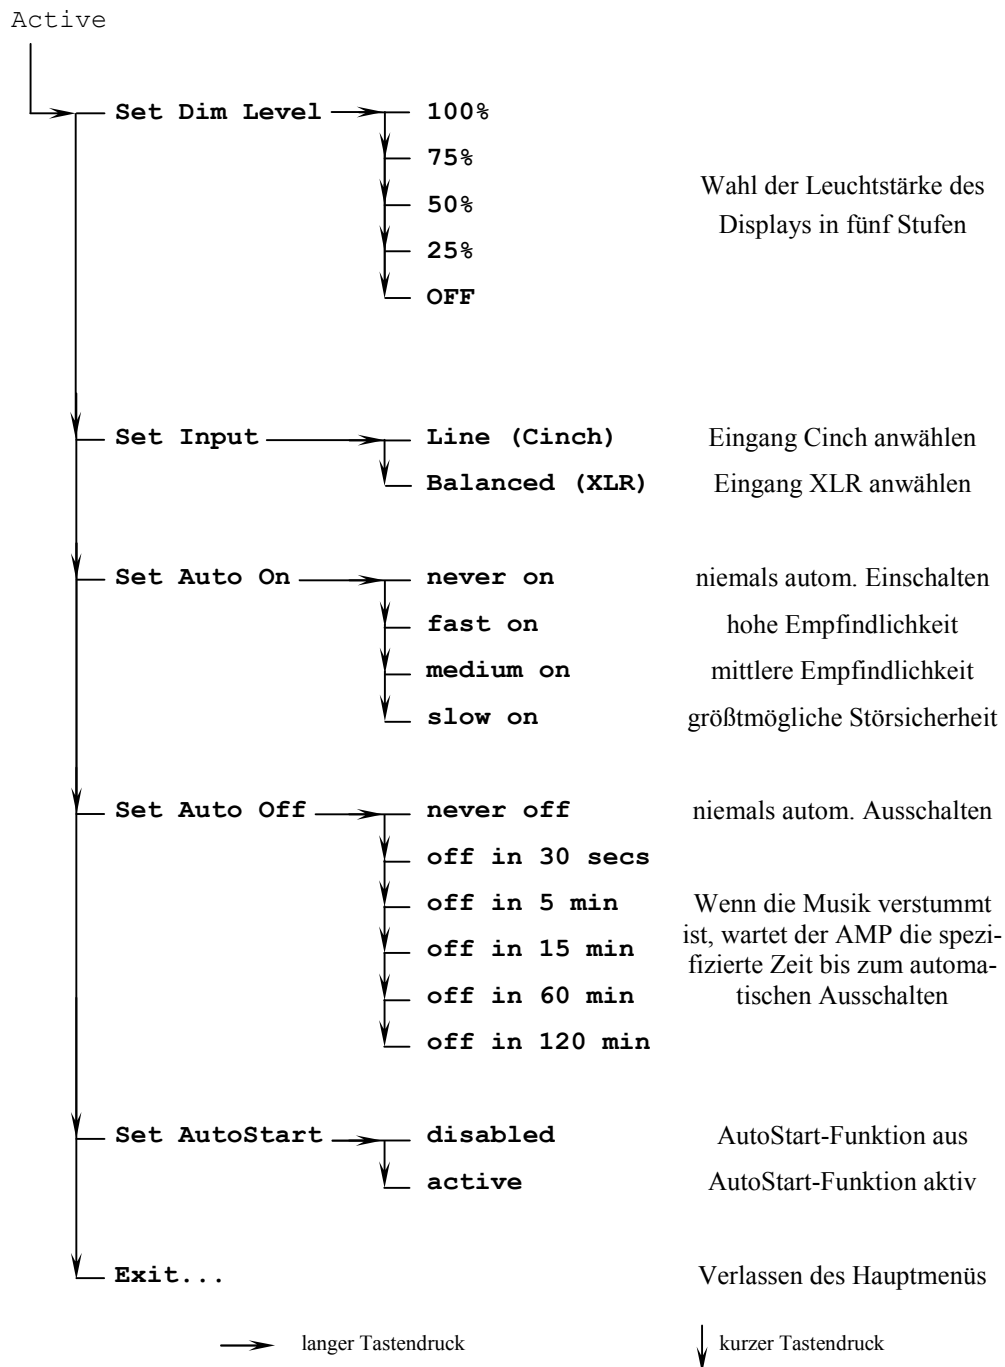 Active
Set Dim Level
100%
75%
50%
25%
OFF
Wahl der Leuchtstärke des
Displays in fünf Stufen
Set Input
Line (Cinch)
Eingang Cinch anwählen
Balanced (XLR)
Eingang XLR anwählen
Set Auto On
never on
niemals autom. Einschalten
fast on
hohe Empfindlichkeit
medium on
mittlere Empfindlichkeit
slow on
größtmögliche Störsicherheit
Set Auto Off
never off
niemals autom. Ausschalten
off in 30 secs
off in 5 min
off in 15 min
off in 60 min
off in 120 min
Wenn die Musik verstummt
ist, wartet der AMP die spezi-
fizierte Zeit bis zum automa-
tischen Ausschalten
Set AutoStart
disabled
AutoStart-Funktion aus
active
AutoStart-Funktion aktiv
Exit...
Verlassen des Hauptmenüs
langer Tastendruck
kurzer Tastendruck